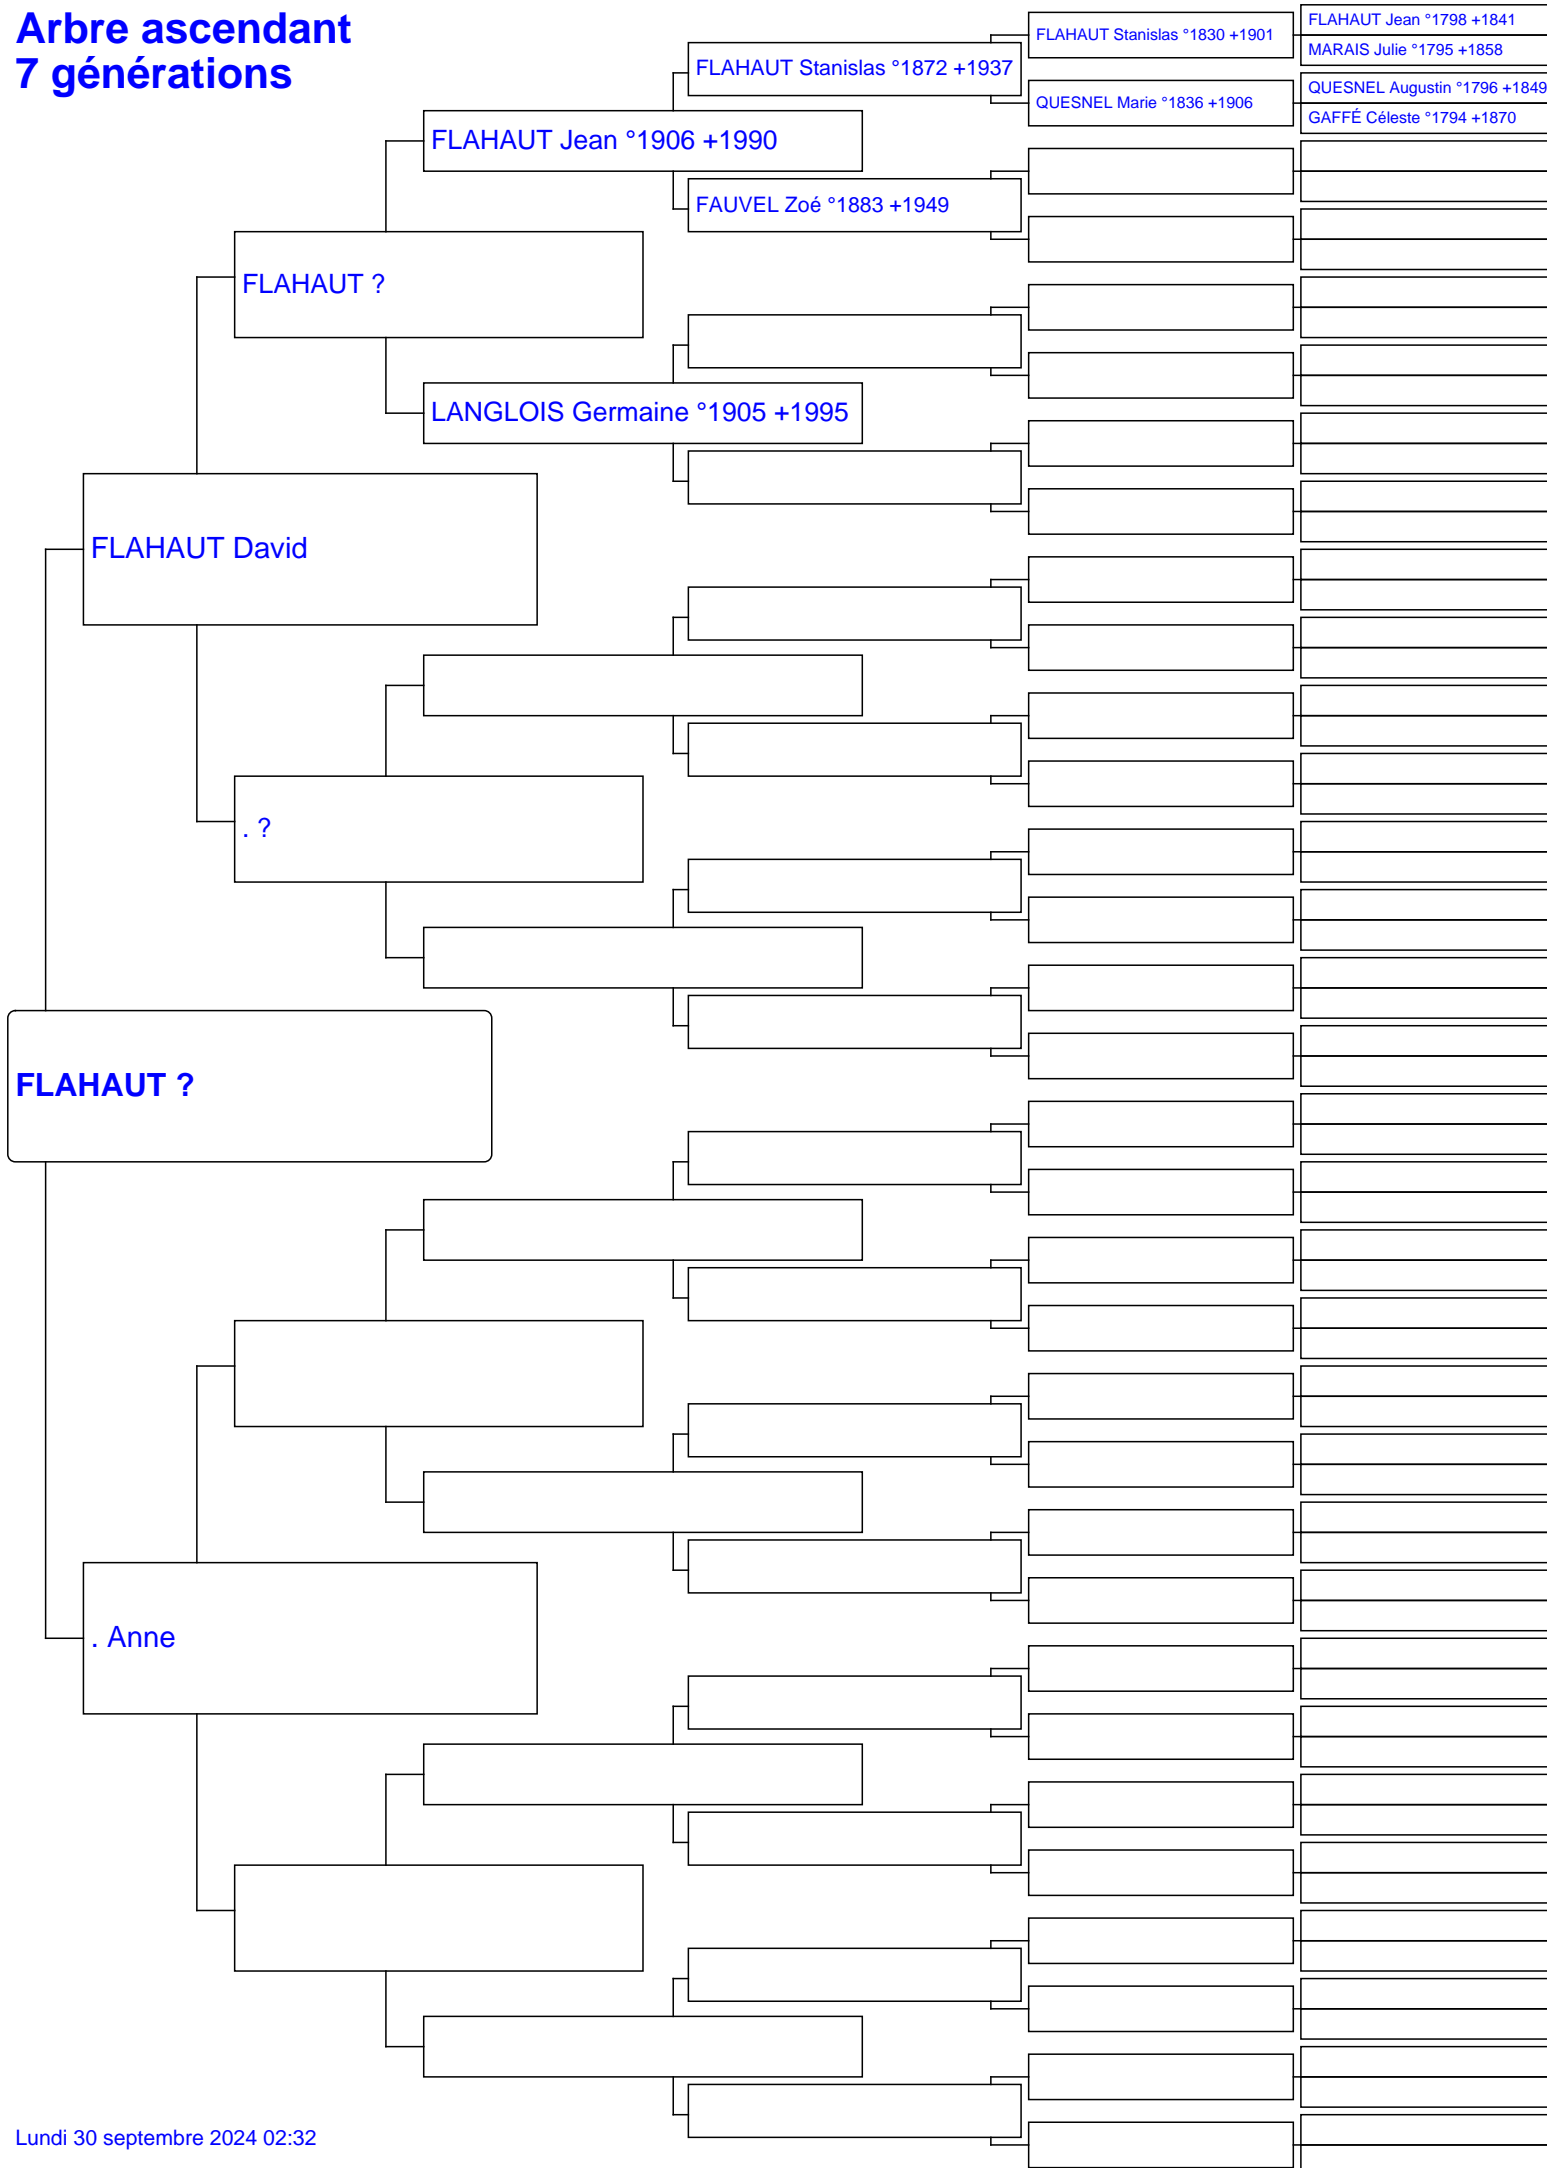 Arbre ascendant
7 générations
FLAHAUT Stanislas °1830 +1901
FLAHAUT Jean °1798 +1841
MARAIS Julie °1795 +1858
FLAHAUT Stanislas °1872 +1937
QUESNEL Marie °1836 +1906
QUESNEL Augustin °1796 +1849
GAFFÉ Céleste °1794 +1870
FLAHAUT Jean °1906 +1990
FAUVEL Zoé °1883 +1949
FLAHAUT ?
LANGLOIS Germaine °1905 +1995
FLAHAUT David
. ?
FLAHAUT ?
. Anne
Lundi 30 septembre 2024 02:32